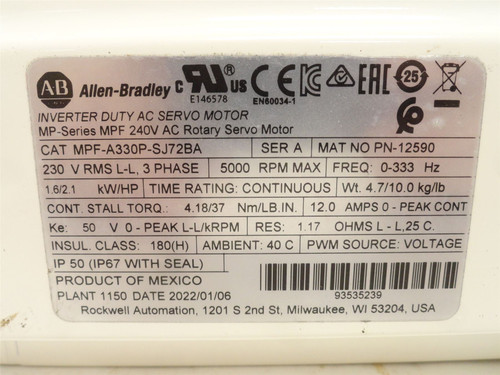 AB Allen-Bradley C UL US CE KC EAC 25
E146578 EN60034-1
INVERTER DUTY AC SERVO MOTOR
MP-Series MPF 240V AC Rotary Servo Motor
CAT MPF-A330P-SJ72BA SER A MAT NO PN-12590
230 V RMS L-L, 3 PHASE 5000 RPM MAX FREQ: 0-333 Hz
1.6/2.1 kW/HP TIME RATING: CONTINUOUS Wt. 4.7/10.0 kg/lb
CONT. STALL TORQ.: 4.18/37 Nm/LB.IN. 12.0 AMPS 0 - PEAK CONT
Ke: 50 V 0 - PEAK L-L/kRPM RES: 1.17 OHMS L-L,25 C.
INSUL. CLASS: 180(H) AMBIENT: 40 C PWM SOURCE: VOLTAGE
IP 50 (IP67 WITH SEAL)
PRODUCT OF MEXICO
PLANT 1150 DATE 2022/01/06 93535239
Rockwell Automation, 1201 S 2nd St, Milwaukee, WI 53204, USA